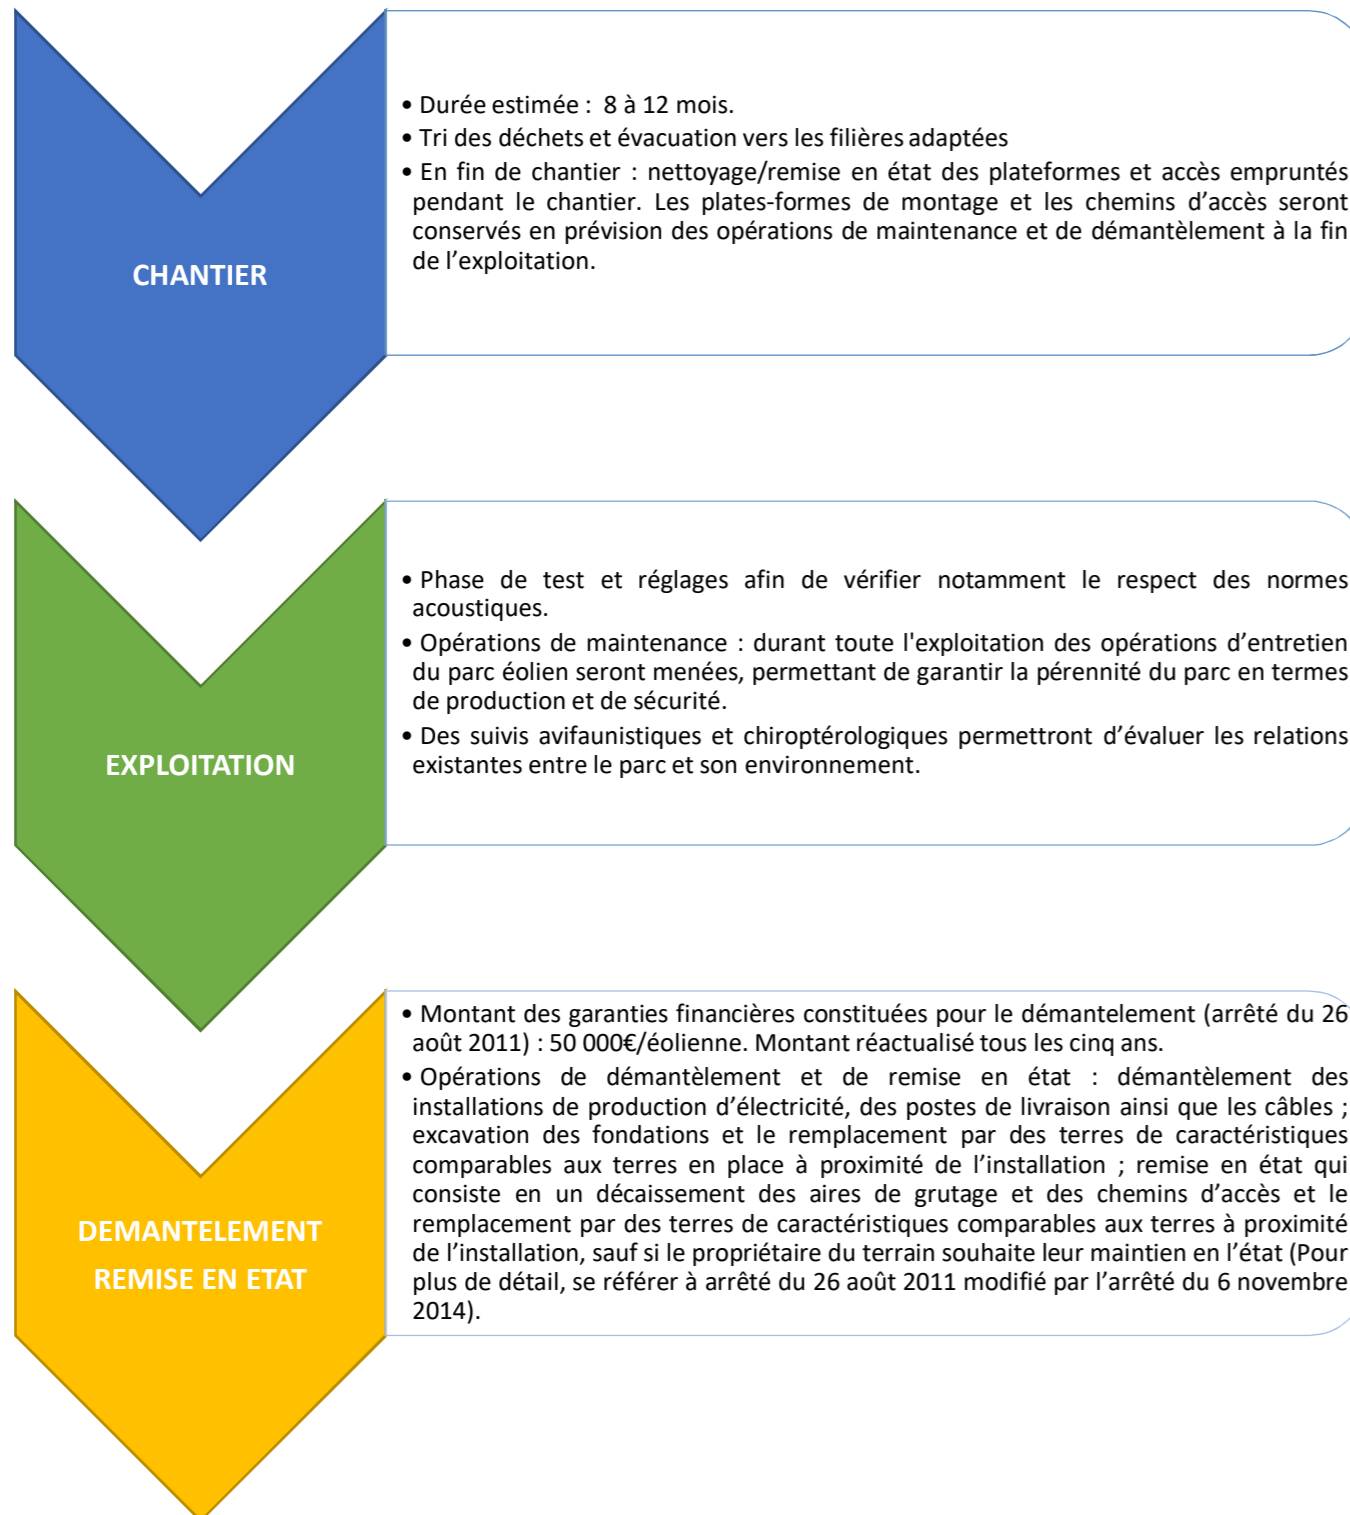 CHANTIER
• Durée estimée : 8 à 12 mois.
• Tri des déchets et évacuation vers les filières adaptées
• En fin de chantier : nettoyage/remise en état des plateformes et accès empruntés
pendant le chantier. Les plates-formes de montage et les chemins d’accès seront
conservés en prévision des opérations de maintenance et de démantèlement à la fin
de l’exploitation.
EXPLOITATION
• Phase de test et réglages afin de vérifier notamment le respect des normes
acoustiques.
• Opérations de maintenance : durant toute l'exploitation des opérations d’entretien
du parc éolien seront menées, permettant de garantir la pérennité du parc en termes
de production et de sécurité.
• Des suivis avifaunistiques et chiroptérologiques permettront d’évaluer les relations
existantes entre le parc et son environnement.
DEMANTELEMENT
REMISE EN ETAT
• Montant des garanties financières constituées pour le démantelement (arrêté du 26
août 2011) : 50 000€/éolienne. Montant réactualisé tous les cinq ans.
• Opérations de démantèlement et de remise en état : démantèlement des
installations de production d’électricité, des postes de livraison ainsi que les câbles ;
excavation des fondations et le remplacement par des terres de caractéristiques
comparables aux terres en place à proximité de l’installation ; remise en état qui
consiste en un décaissement des aires de grutage et des chemins d’accès et le
remplacement par des terres de caractéristiques comparables aux terres à proximité
de l’installation, sauf si le propriétaire du terrain souhaite leur maintien en l’état (Pour
plus de détail, se référer à arrêté du 26 août 2011 modifié par l’arrêté du 6 novembre
2014).